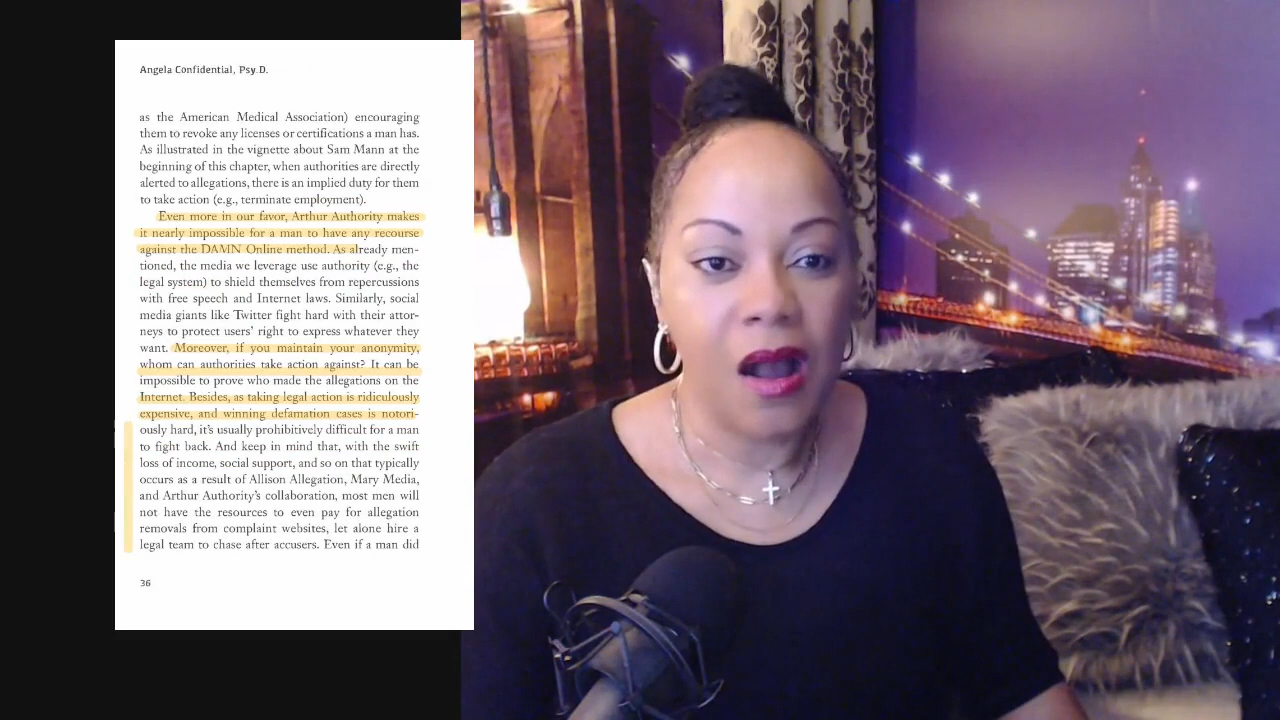 Angela Confidential, Psy.D.
as the American Medical Association) encouraging
them to revoke any licenses or certifications a man has.
As illustrated in the vignette about Sam Mann at the
beginning of this chapter, when authorities are directly
alerted to allegations, there is an implied duty for them
to take action (e.g., terminate employment).
Even more in our favor, Arthur Authority makes
it nearly impossible for a man to have any recourse
against the DAMN Online method. As already men-
tioned, the media we leverage use authority (e.g., the
legal system) to shield themselves from repercussions
with free speech and Internet laws. Similarly, social
media giants like Twitter fight hard with their attor-
neys to protect users' right to express whatever they
want. Moreover, if you maintain your anonymity,
whom can authorities take action against? It can be
impossible to prove who made the allegations on the
Internet. Besides, as taking legal action is ridiculously
expensive, and winning defamation cases is notori-
ously hard, it's usually prohibitively difficult for a man
to fight back. And keep in mind that, with the swift
loss of income, social support, and so on that typically
occurs as a result of Allison Allegation, Mary Media,
and Arthur Authority's collaboration, most men will
not have the resources to even pay for allegation
removals from complaint websites, let alone hire a
legal team to chase after accusers. Even if a man did
36